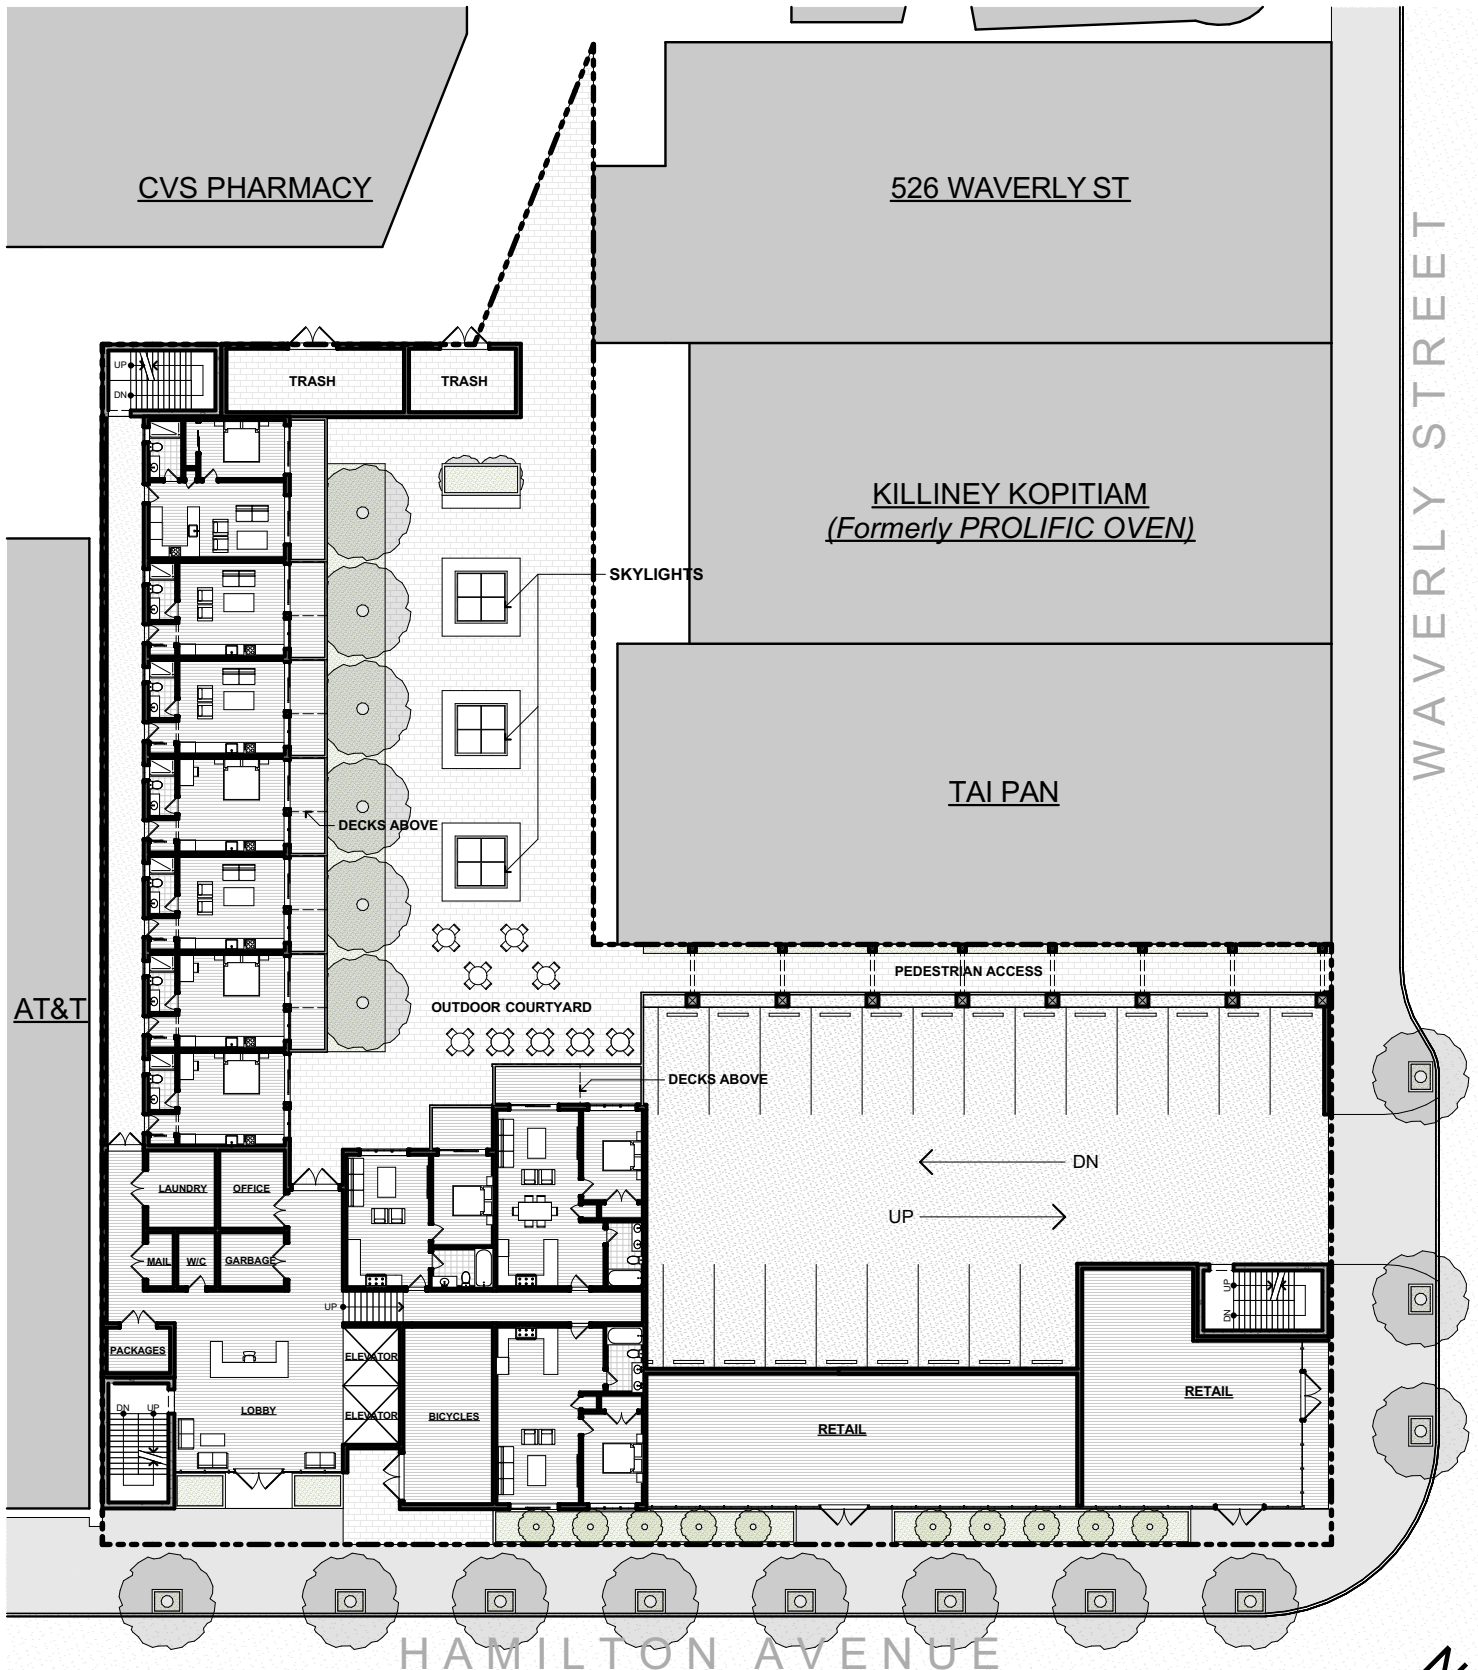 CVS PHARMACY
526 WAVERLY ST
WAVERLY STREET
UP
DN
TRASH
TRASH
KILLINEY KOPITIAM
(Formerly PROLIFIC OVEN)
SKYLIGHTS
TAI PAN
DECKS ABOVE
PEDESTRIAN ACCESS
AT&T
OUTDOOR COURTYARD
DECKS ABOVE
DN
UP
LAUNDRY
OFFICE
MAIL
W/C
GARBAGE
UP
UP
DN
PACKAGES
ELEVATOR
ELEVATOR
LOBBY
BICYCLES
DN
UP
RETAIL
RETAIL
HAMILTON AVENUE